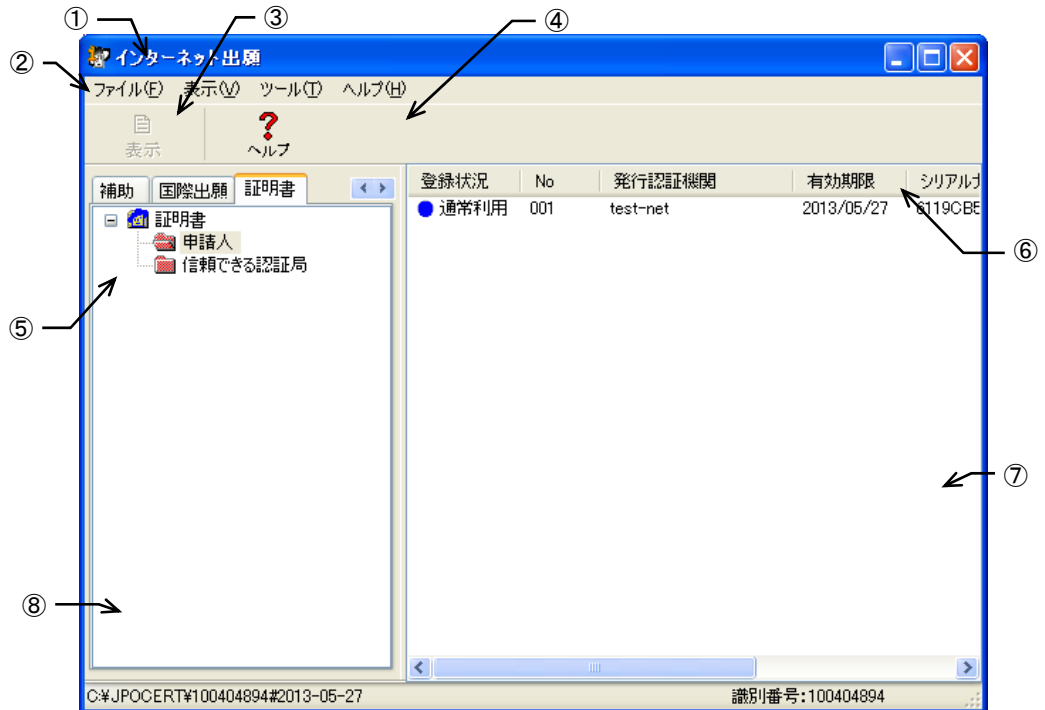 ① ③ ④
② インターネット出願
ファイル(F) 表示(V) ツール(T) ヘルプ(H)
表示 ヘルプ
補助 国際出願 証明書
登録状況 No 発行認証機関 有効期限 シリアルナ
通常利用 001 test-net 2013/05/27 6119CBE
証明書
申請人
信頼できる認証局
⑥
⑤
⑦
⑧
C:¥JPOCERT¥100404894#2013-05-27 識別番号:100404894